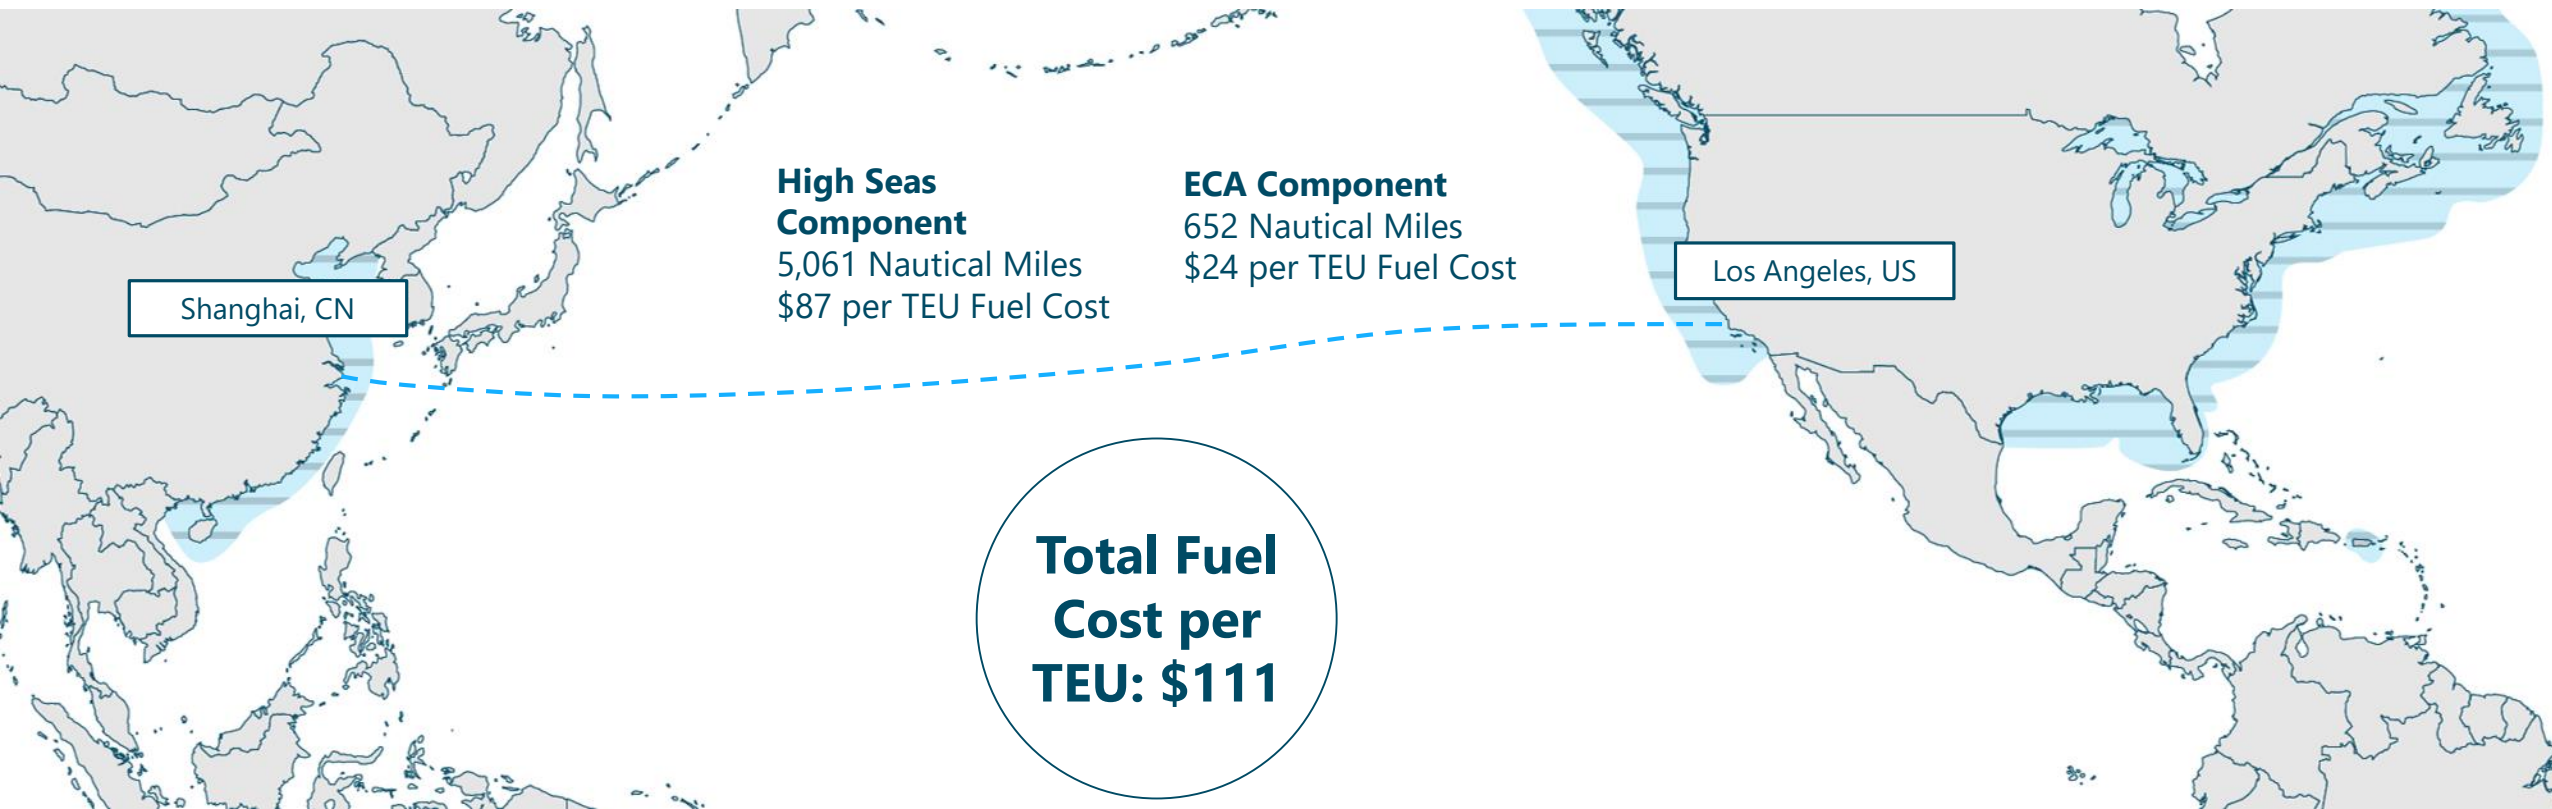 High Seas
Component
5,061 Nautical Miles
$87 per TEU Fuel Cost
ECA Component
652 Nautical Miles
$24 per TEU Fuel Cost
Los Angeles, US
Shanghai, CN
Total Fuel
Cost per
TEU: $111